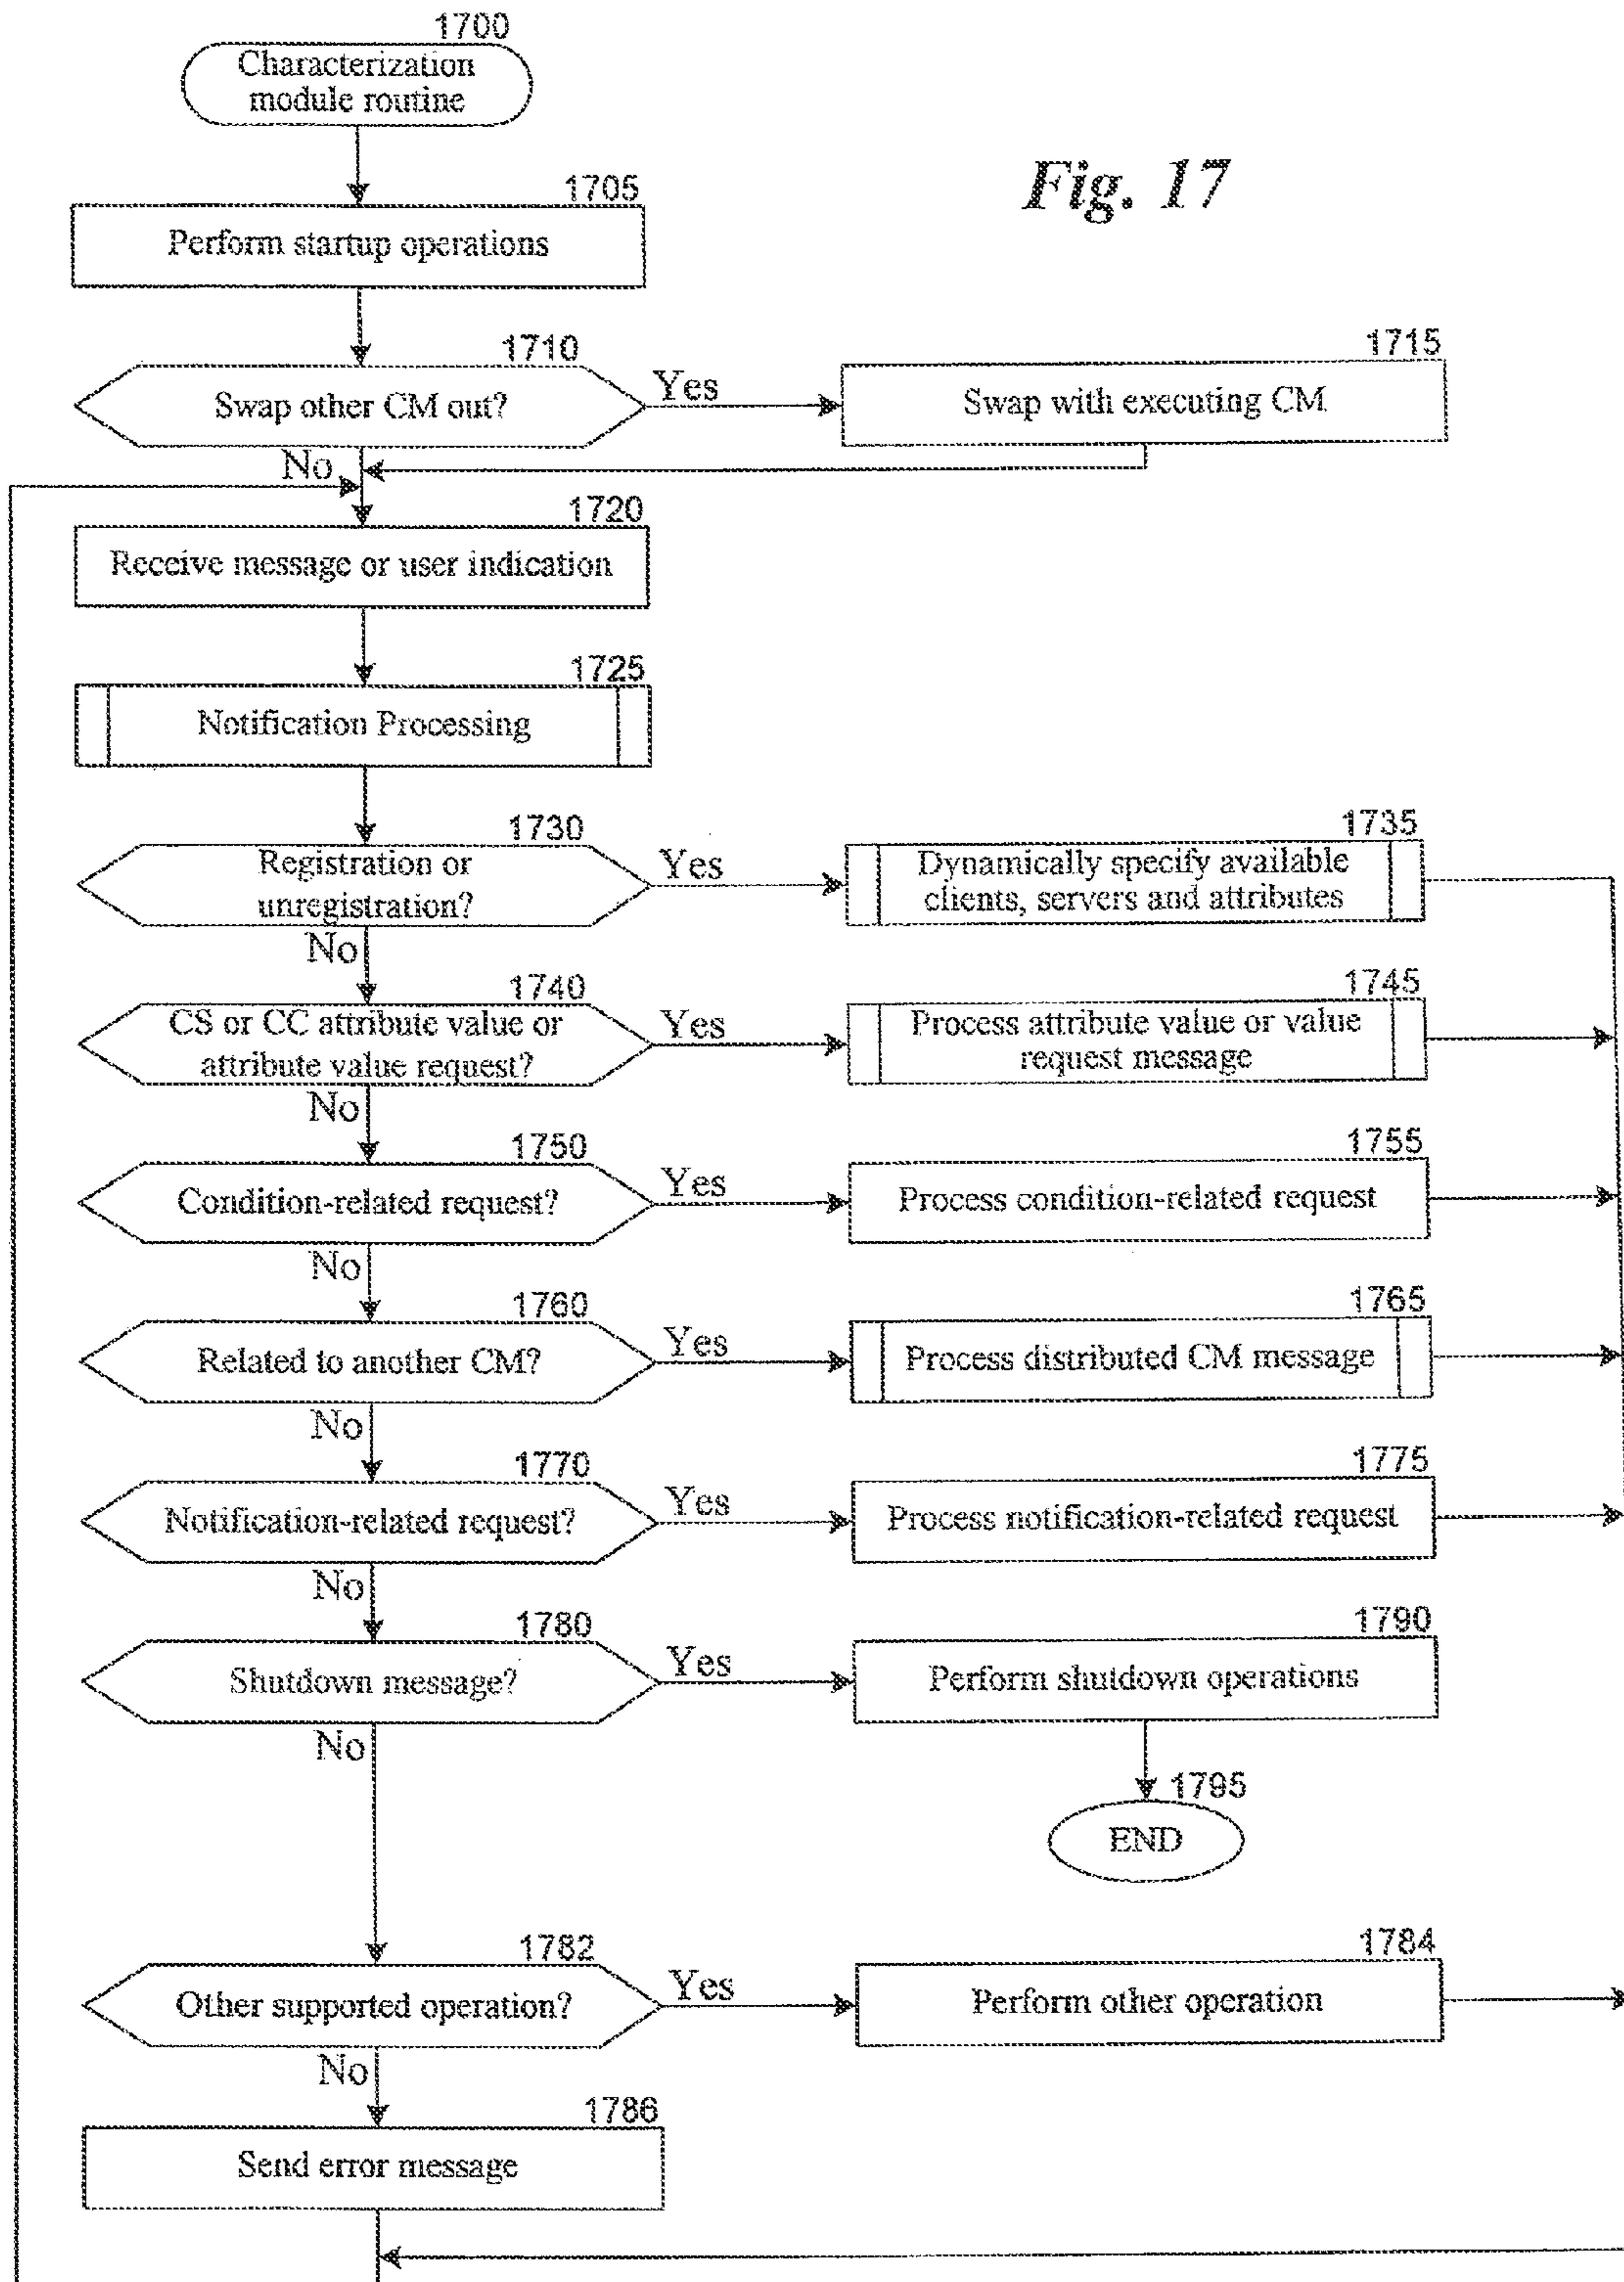 1700
Characterization
module routine
Fig. 17
1705
Perform startup operations
1710
Swap other CM out?
Yes
1715
Swap with executing CM
No
1720
Receive message or user indication
1725
Notification Processing
1730
Registration or
unregistration?
Yes
1735
Dynamically specify available
clients, servers and attributes
No
1740
CS or CC attribute value or
attribute value request?
Yes
1745
Process attribute value or value
request message
No
1750
Condition-related request?
Yes
1755
Process condition-related request
No
1760
Related to another CM?
Yes
1765
Process distributed CM message
No
1770
Notification-related request?
Yes
1775
Process notification-related request
No
1780
Shutdown message?
Yes
1790
Perform shutdown operations
No
1795
END
1782
Other supported operation?
Yes
1784
Perform other operation
No
1786
Send error message